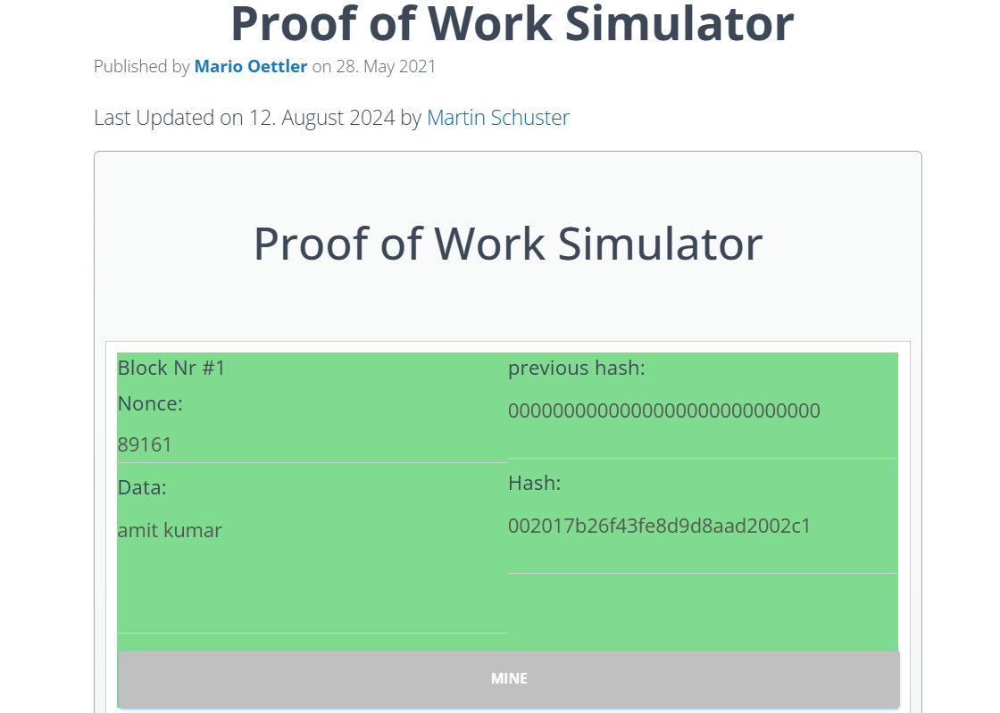 Proof of Work Simulator
Published by Mario Oettler on 28. May 2021
Last Updated on 12. August 2024 by Martin Schuster
Proof of Work Simulator
Block Nr #1
Nonce:
89161
Data:
amit kumar
previous hash:
0000000000000000000000000000
Hash:
002017b26f43fe8d9d8aad2002c1
MINE